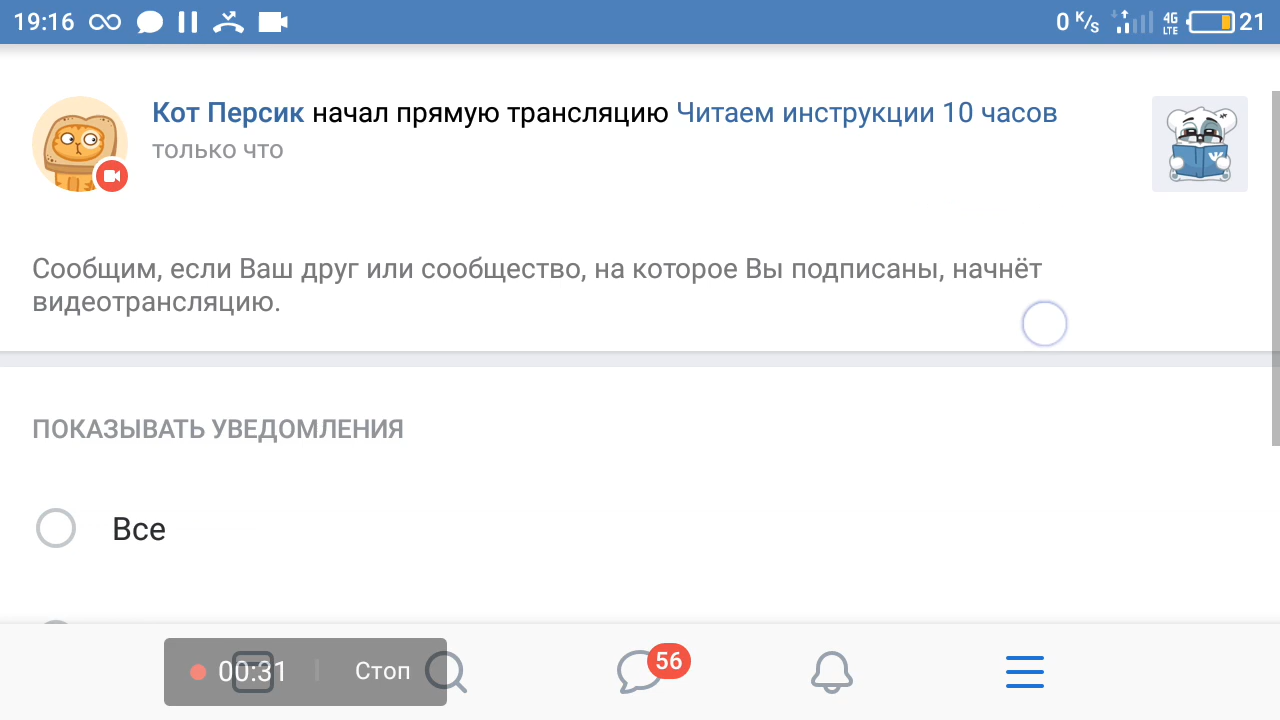 19:16
0 K/s
4G
LTE
21
Кот Персик начал прямую трансляцию Читаем инструкции 10 часов
только что
Сообщим, если Ваш друг или сообщество, на которое Вы подписаны, начнёт
видеотрансляцию.
ПОКАЗЫВАТЬ УВЕДОМЛЕНИЯ
Все
00:31 | Стоп
56